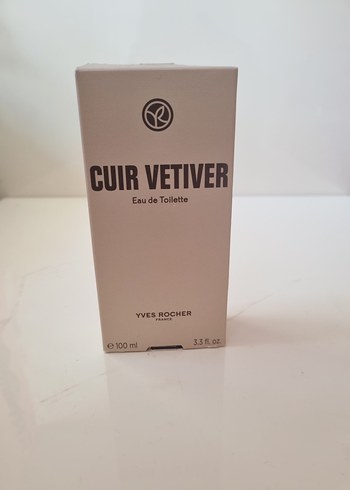 CUIR VETIVER
Eau de Toilette
YVES ROCHER
FRANCE
℮ 100 ml 3.3 fl. oz.